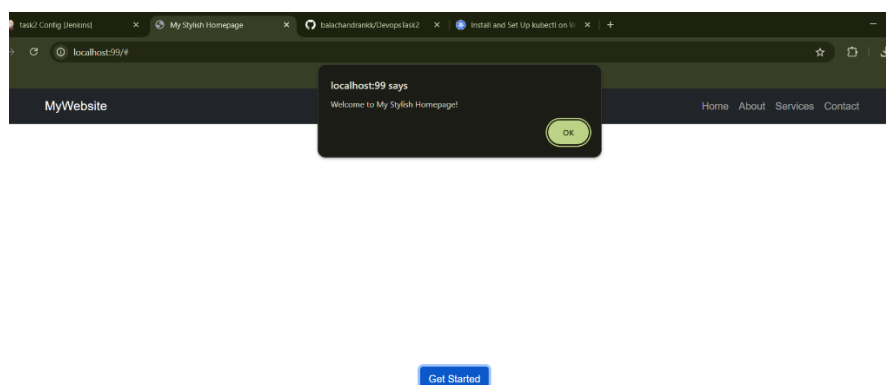 task2 Config [Jenkins]
My Stylish Homepage
balachandrankk/DevopsTask2
Install and Set Up kubectl on W
localhost:99/#
localhost:99 says
Welcome to My Stylish Homepage!
OK
MyWebsite
Home About Services Contact
Get Started